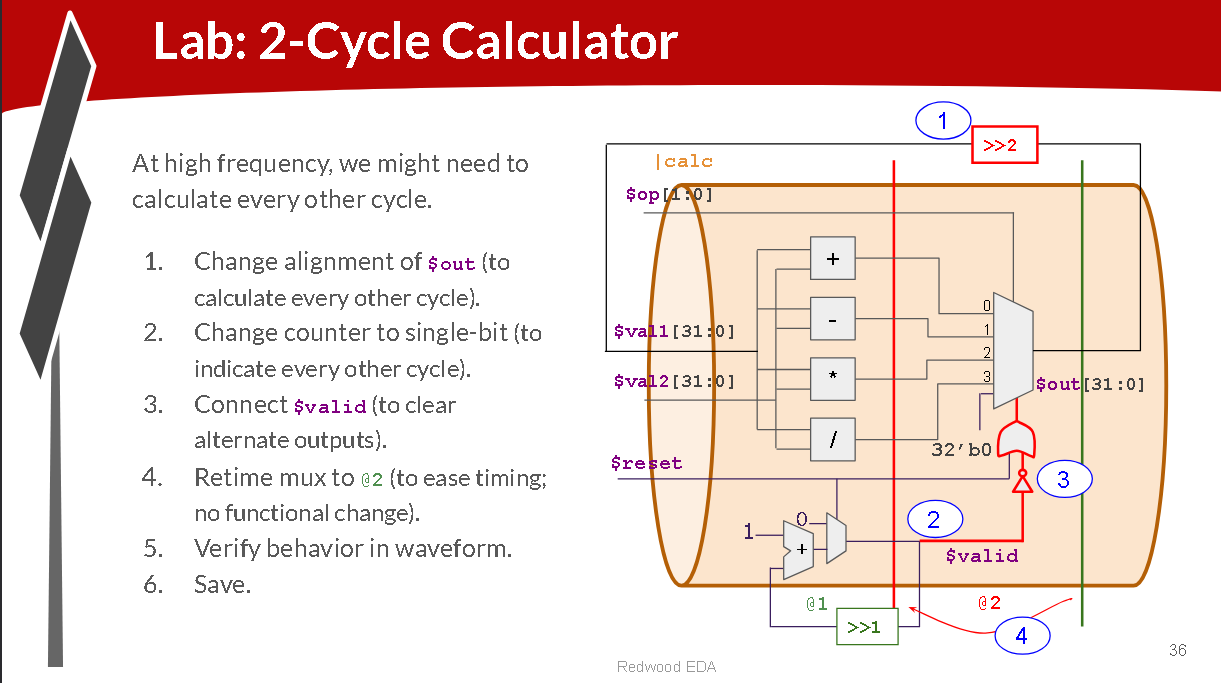 Lab: 2-Cycle Calculator
At high frequency, we might need to
calculate every other cycle.
1. Change alignment of $out (to
calculate every other cycle).
2. Change counter to single-bit (to
indicate every other cycle).
3. Connect $valid (to clear
alternate outputs).
4. Retime mux to @2 (to ease timing;
no functional change).
5. Verify behavior in waveform.
6. Save.
1
>>2
|calc
$op[1:0]
+
-
*
/
0
1
2
3
$val1[31:0]
$val2[31:0]
$out[31:0]
32'b0
$reset
3
2
1
0
+
$valid
@1
@2
>>1
4
36
Redwood EDA